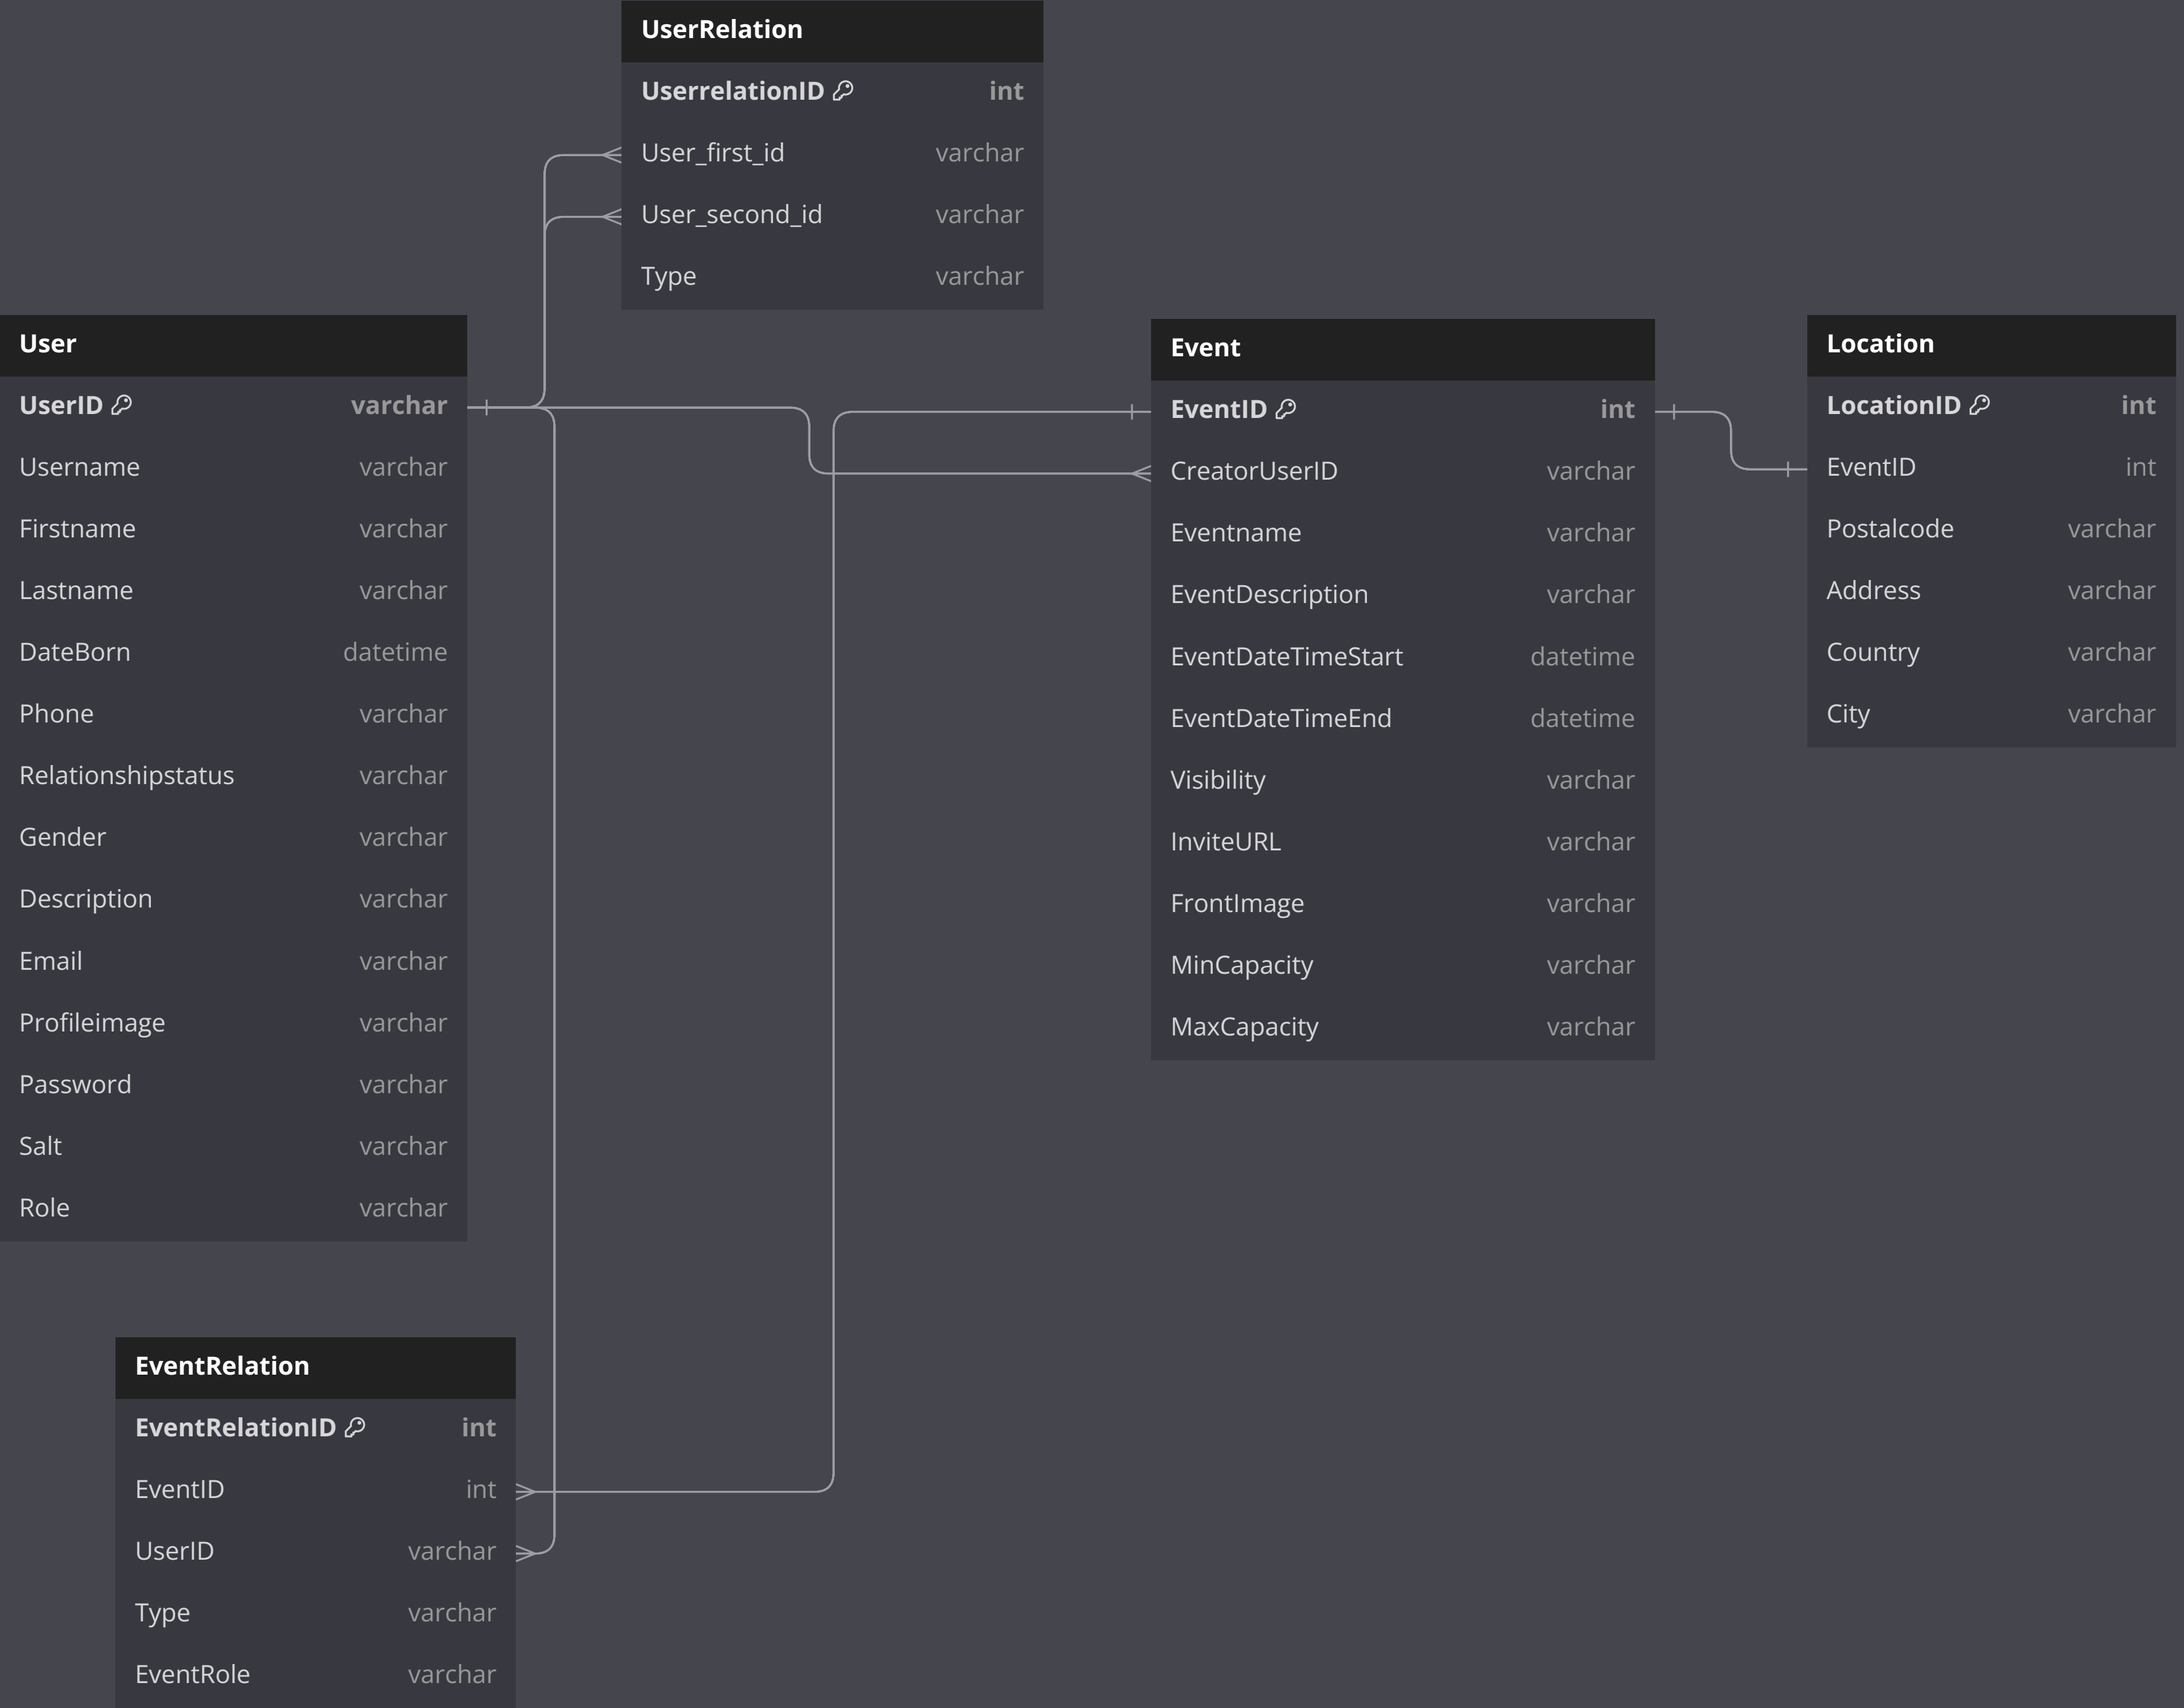 UserRelation
UserrelationID int
User_first_id varchar
User_second_id varchar
Type varchar
User
UserID varchar
Username varchar
Firstname varchar
Lastname varchar
DateBorn datetime
Phone varchar
Relationshipstatus varchar
Gender varchar
Description varchar
Email varchar
Profileimage varchar
Password varchar
Salt varchar
Role varchar
Event
EventID int
CreatorUserID varchar
Eventname varchar
EventDescription varchar
EventDateTimeStart datetime
EventDateTimeEnd datetime
Visibility varchar
InviteURL varchar
FrontImage varchar
MinCapacity varchar
MaxCapacity varchar
Location
LocationID int
EventID int
Postalcode varchar
Address varchar
Country varchar
City varchar
EventRelation
EventRelationID int
EventID int
UserID varchar
Type varchar
EventRole varchar